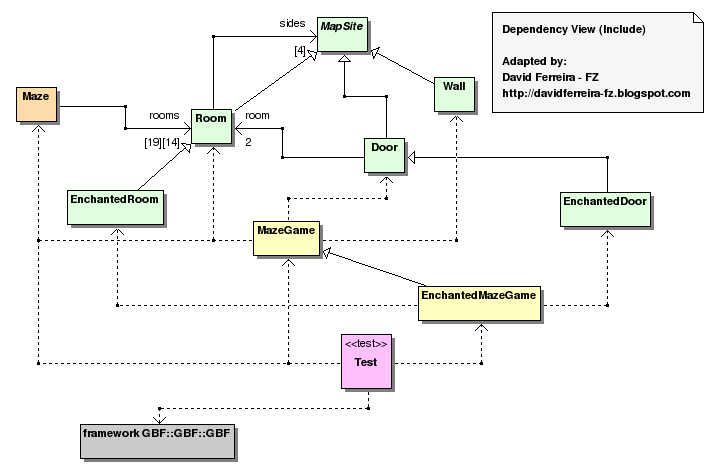 sides
MapSite
[4]
Dependency View (Include)
Adapted by:
David Ferreira - FZ
http://davidferreira-fz.blogspot.com
Maze
Wall
rooms
Room
room
[19][14]
2
Door
EnchantedRoom
EnchantedDoor
MazeGame
EnchantedMazeGame
<<test>>
Test
framework GBF::GBF::GBF